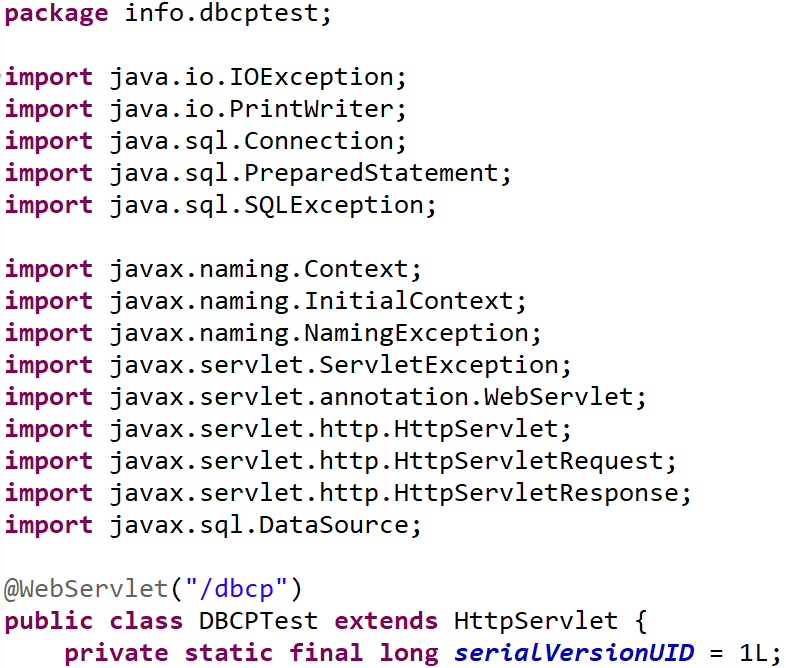 package info.dbcptest;
import java.io.IOException;
import java.io.PrintWriter;
import java.sql.Connection;
import java.sql.PreparedStatement;
import java.sql.SQLException;
import javax.naming.Context;
import javax.naming.InitialContext;
import javax.naming.NamingException;
import javax.servlet.ServletException;
import javax.servlet.annotation.WebServlet;
import javax.servlet.http.HttpServlet;
import javax.servlet.http.HttpServletRequest;
import javax.servlet.http.HttpServletResponse;
import javax.sql.DataSource;
@WebServlet("/dbcp")
public class DBCPTest extends HttpServlet {
    private static final long serialVersionUID = 1L;